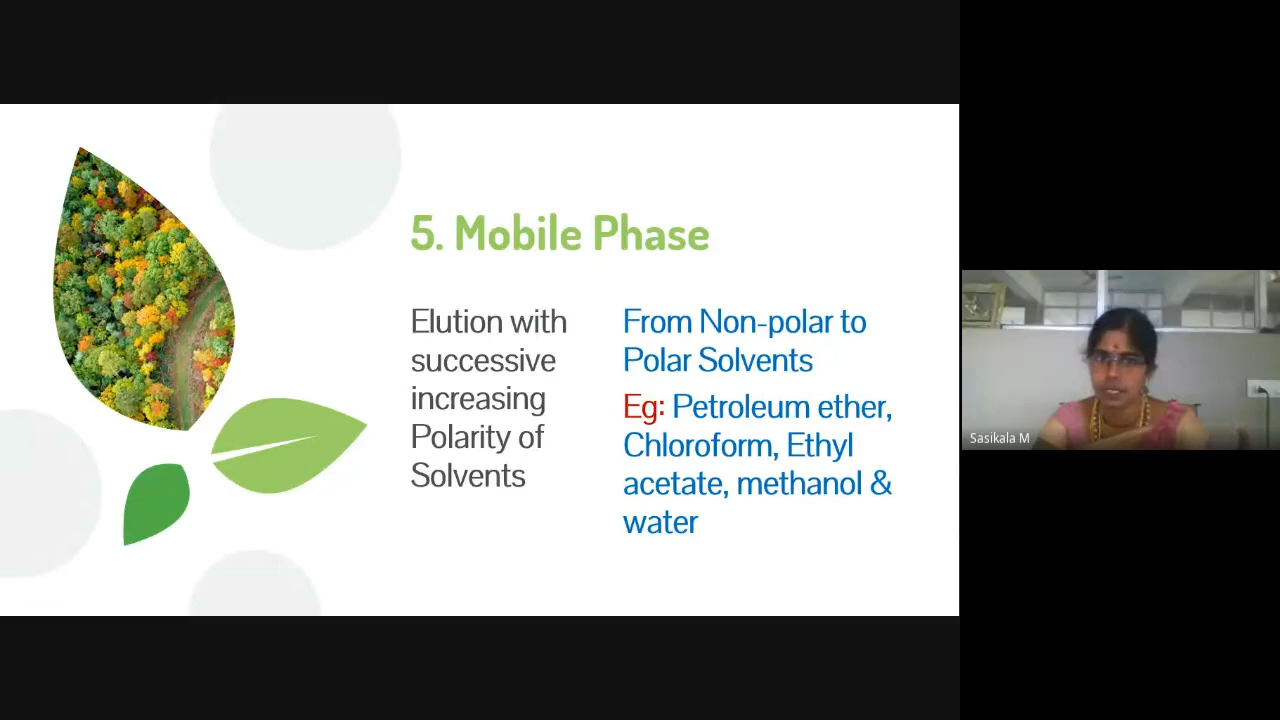 5. Mobile Phase
Elution with
successive
increasing
Polarity of
Solvents
From Non-polar to
Polar Solvents
Eg: Petroleum ether,
Chloroform, Ethyl
acetate, methanol &
water
Sasikala M